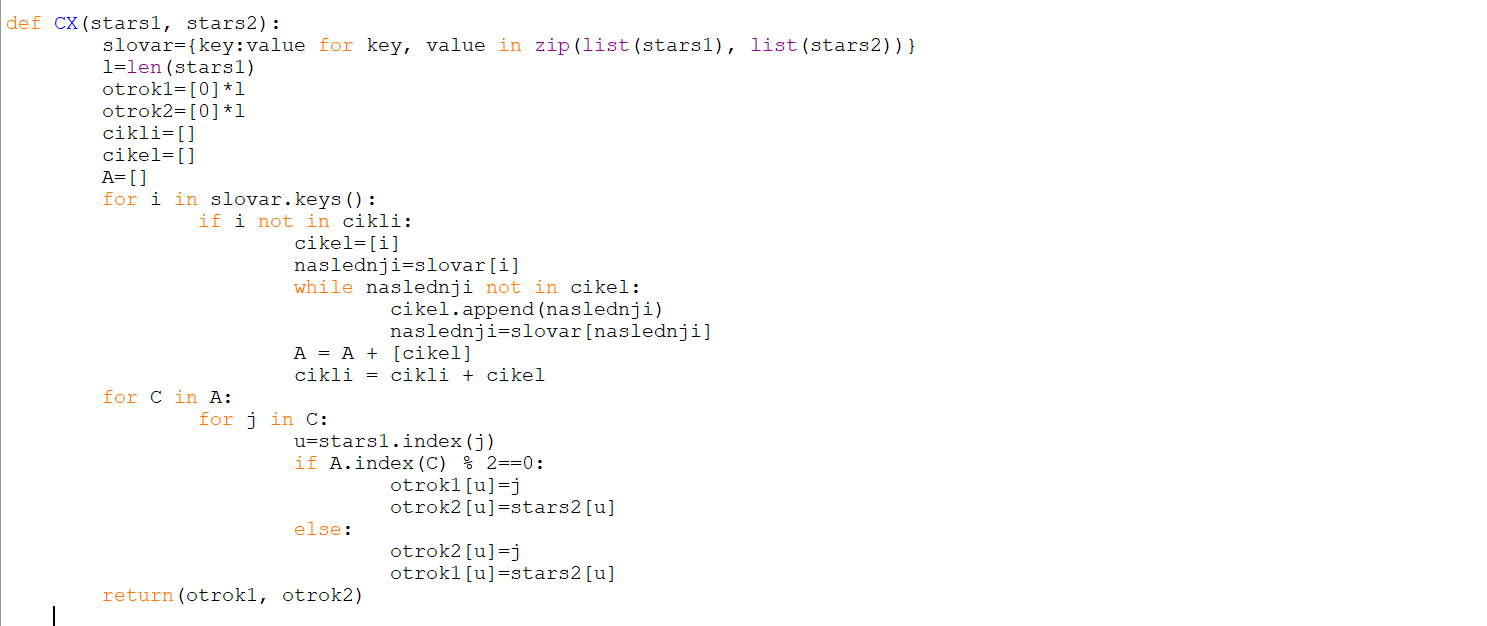 def CX(stars1, stars2):
        slovar={key:value for key, value in zip(list(stars1), list(stars2))}
        l=len(stars1)
        otrok1=[0]*l
        otrok2=[0]*l
        cikli=[]
        cikel=[]
        A=[]
        for i in slovar.keys():
                if i not in cikli:
                        cikel=[i]
                        naslednji=slovar[i]
                        while naslednji not in cikel:
                                cikel.append(naslednji)
                                naslednji=slovar[naslednji]
                        A = A + [cikel]
                        cikli = cikli + cikel
        for C in A:
                for j in C:
                        u=stars1.index(j)
                        if A.index(C) % 2==0:
                                otrok1[u]=j
                                otrok2[u]=stars2[u]
                        else:
                                otrok2[u]=j
                                otrok1[u]=stars2[u]
        return(otrok1, otrok2)